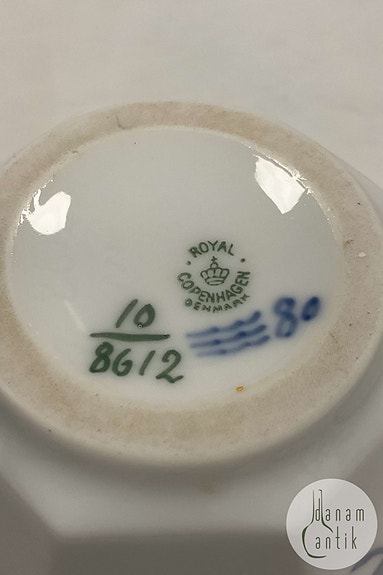 ROYAL
COPENHAGEN
DENMARK
10
8612
80
danam
antik